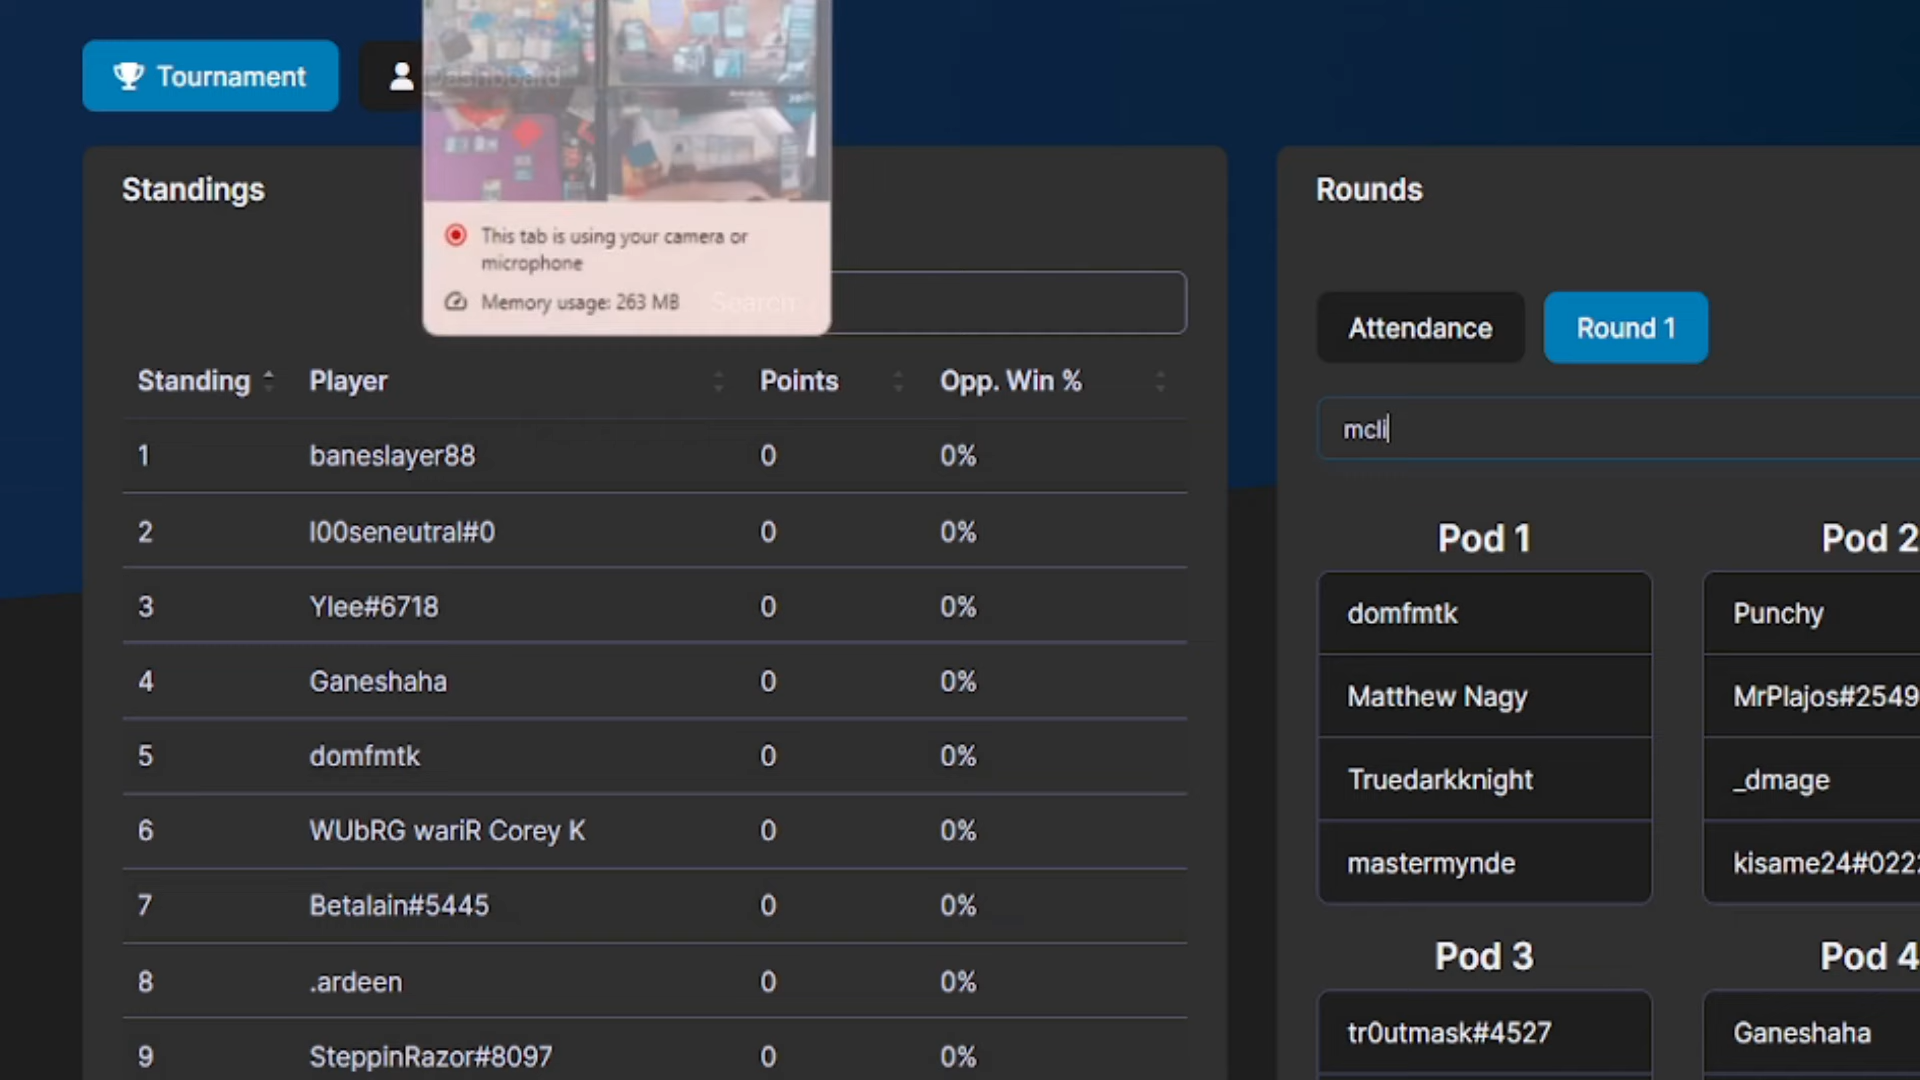 Tournament
Dashboard
Standings
This tab is using your camera or
microphone
Memory usage: 263 MB
Search
Standing Player Points Opp. Win %
1 baneslayer88 0 0%
2 l00seneutral#0 0 0%
3 Ylee#6718 0 0%
4 Ganeshaha 0 0%
5 domfmtk 0 0%
6 WUbRG wariR Corey K 0 0%
7 Betalain#5445 0 0%
8 .ardeen 0 0%
9 SteppinRazor#8097 0 0%
Rounds
Attendance Round 1
mcli
Pod 1
domfmtk
Matthew Nagy
Truedarkknight
mastermynde
Pod 2
Punchy
MrPlajos#2549
_dmage
kisame24#022
Pod 3
tr0utmask#4527
Pod 4
Ganeshaha